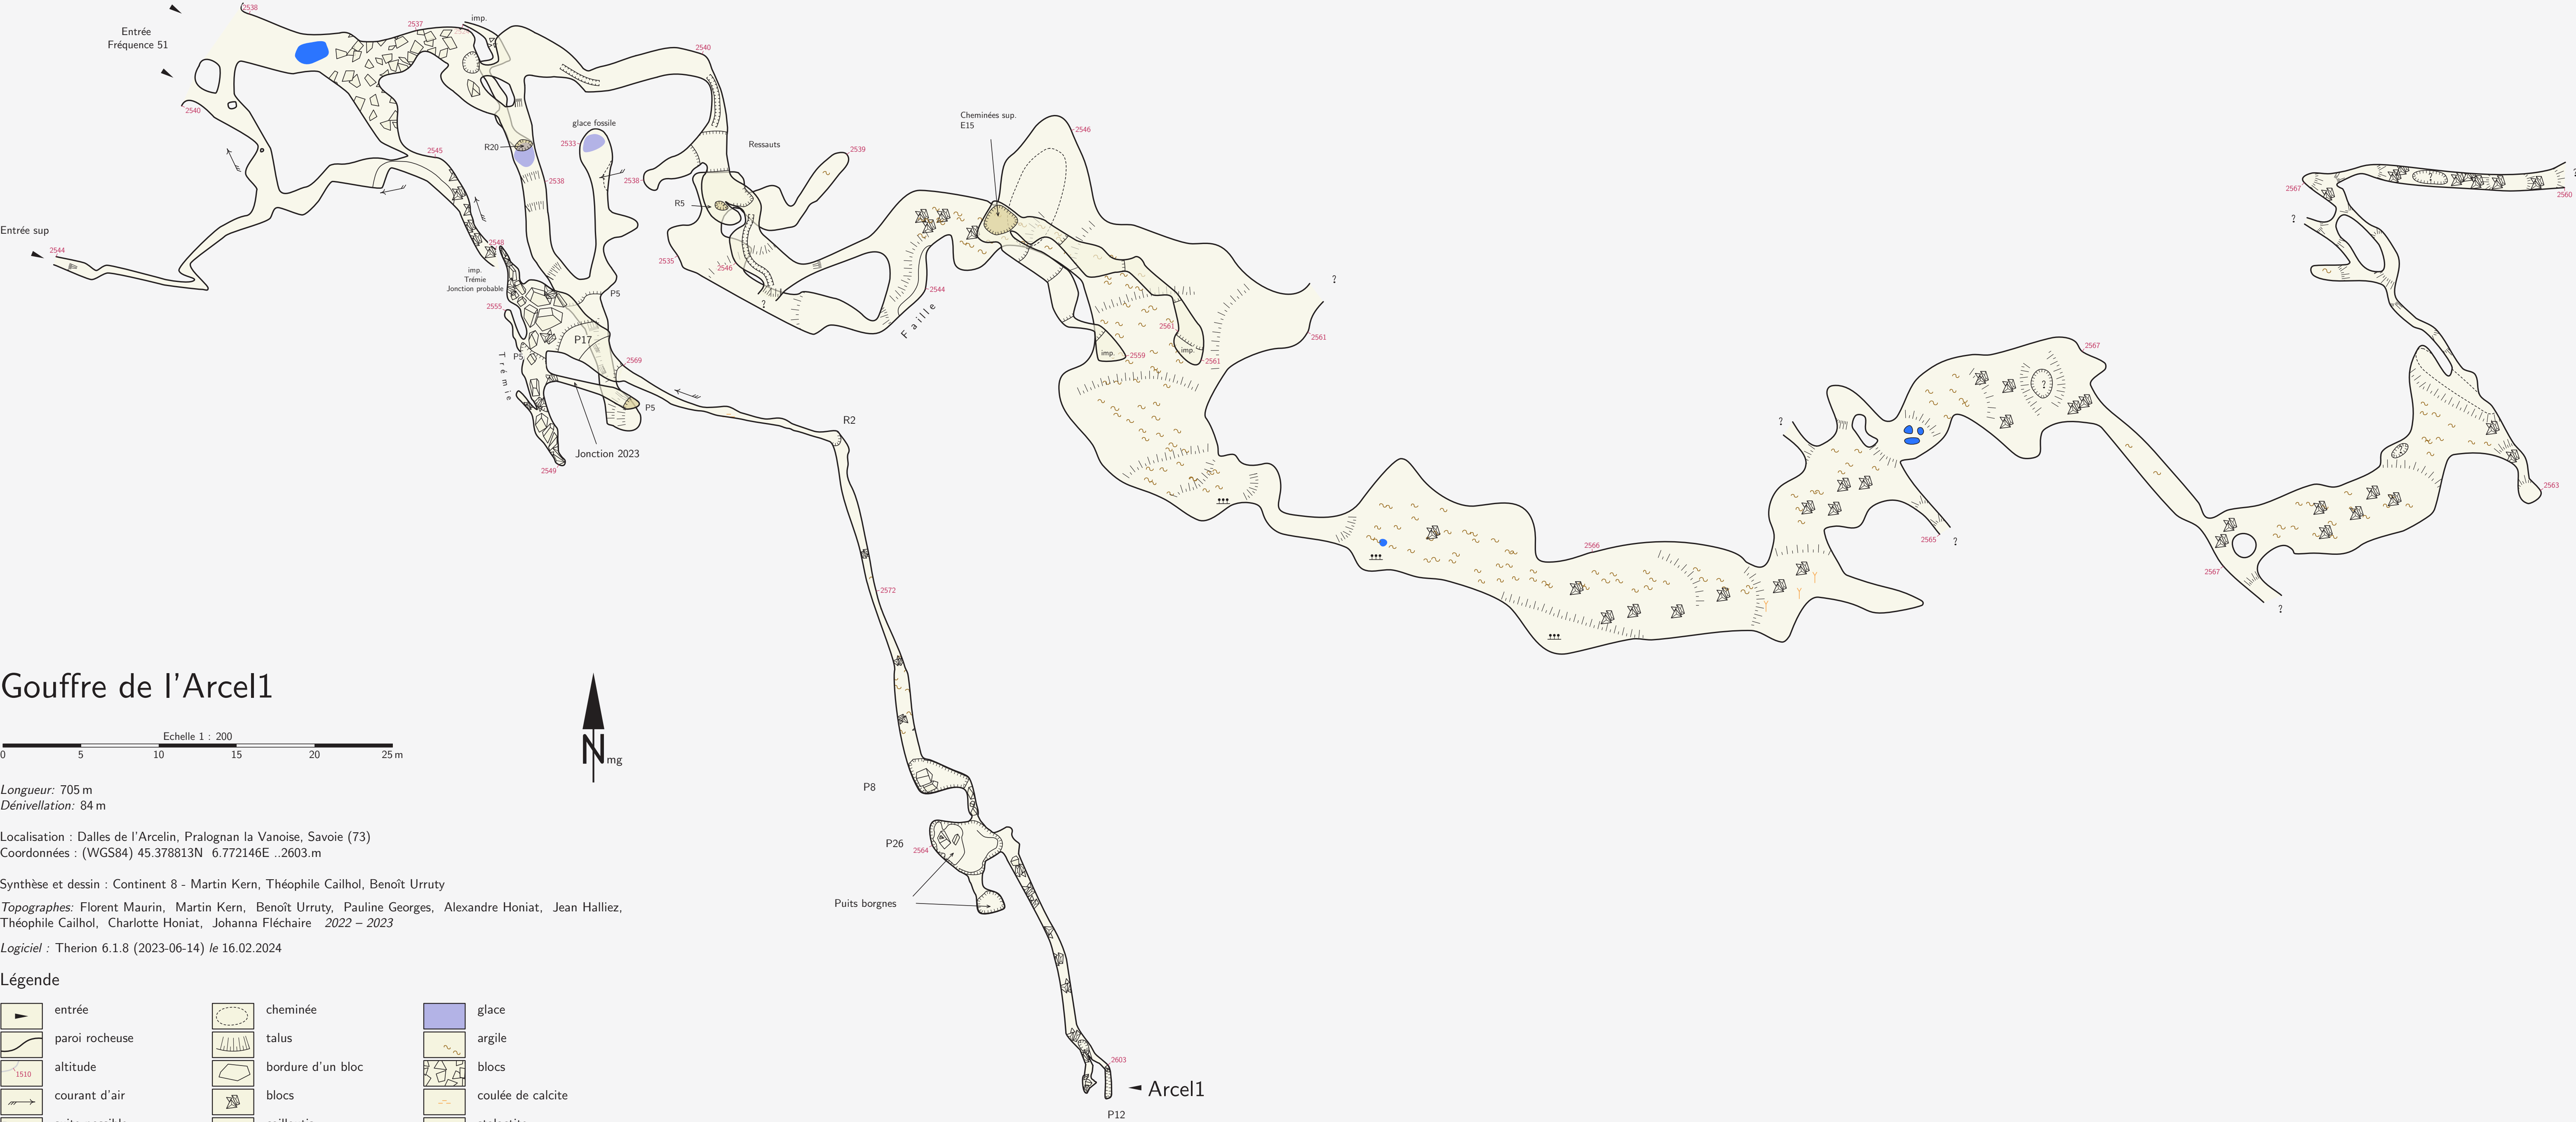 2538
Entrée
Fréquence 51
2537
imp.
2540
2540
R20
glace fossile
2533
2538
2538
Ressauts
2539
R5
2535
2546
?
Cheminées sup.
E15
2546
2545
Entrée sup
2544
2548
imp.
Trémie
Jonction probable
2555
P5
P5
P17
Trémie
2569
P5
Jonction 2023
2549
2544
Faille
imp.
2559
2561
imp.
2561
?
2561
R2
2572
2566
?
2565
?
?
2567
2567
?
2567
?
?
2560
?
2563
Gouffre de l'Arcel1
Echelle 1 : 200
0 5 10 15 20 25 m
N mg
Longueur: 705 m
Dénivellation: 84 m
Localisation : Dalles de l'Arcelin, Pralognan la Vanoise, Savoie (73)
Coordonnées : (WGS84) 45.378813N 6.772146E ..2603.m
Synthèse et dessin : Continent 8 - Martin Kern, Théophile Cailhol, Benoît Urruty
Topographes: Florent Maurin, Martin Kern, Benoît Urruty, Pauline Georges, Alexandre Honiat, Jean Halliez,
Théophile Cailhol, Charlotte Honiat, Johanna Fléchaire 2022 – 2023
Logiciel : Therion 6.1.8 (2023-06-14) le 16.02.2024
P8
P26
2564
Puits borgnes
2603
Arcel1
P12
Légende
entrée
cheminée
glace
paroi rocheuse
talus
argile
1510
altitude
bordure d'un bloc
blocs
courant d'air
blocs
coulée de calcite